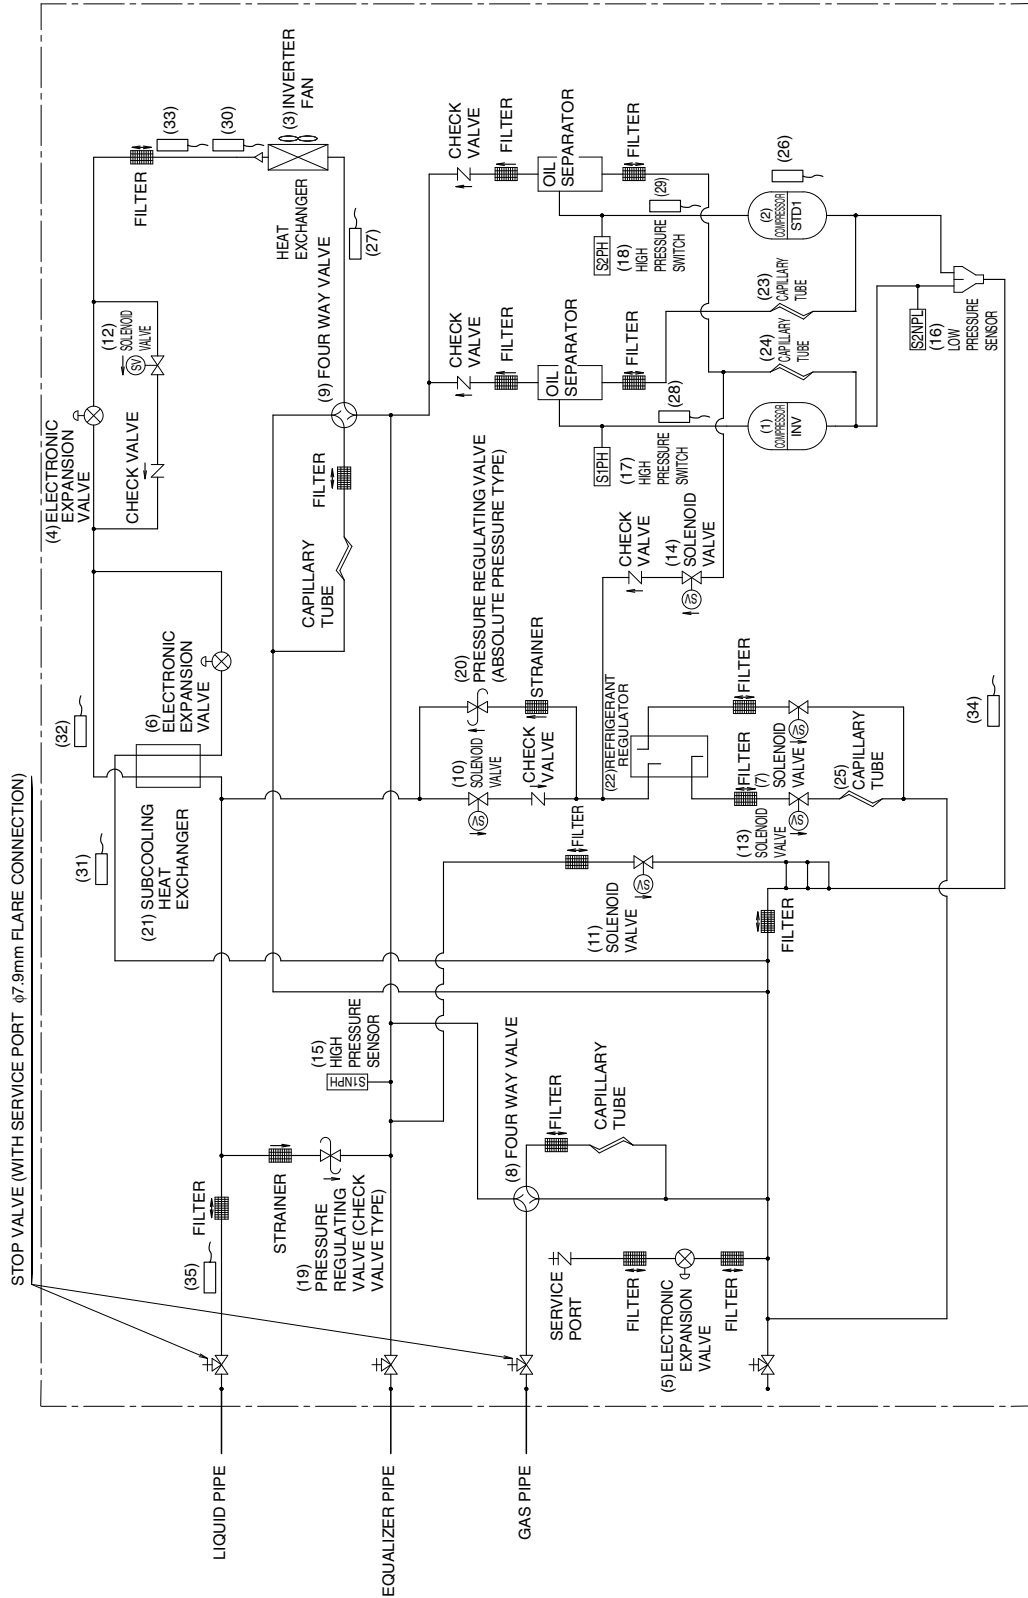 STOP VALVE (WITH SERVICE PORT φ7.9mm FLARE CONNECTION)
LIQUID PIPE
EQUALIZER PIPE
GAS PIPE
(35)
FILTER
STRAINER
(19)
PRESSURE
REGULATING
VALVE (CHECK
VALVE TYPE)
(15)
HIGH
PRESSURE
SENSOR
S1NPH
(8) FOUR WAY VALVE
FILTER
CAPILLARY
TUBE
SERVICE
PORT
FILTER
(5) ELECTRONIC
EXPANSION
VALVE
FILTER
(31)
(21) SUBCOOLING
HEAT
EXCHANGER
(32)
(6)
ELECTRONIC
EXPANSION
VALVE
(4) ELECTRONIC
EXPANSION
VALVE
(12)
SOLENOID
VALVE
SV
CHECK VALVE
FILTER
(33)
(30)
(3) INVERTER
FAN
HEAT
EXCHANGER
(27)
(9) FOUR WAY VALVE
FILTER
CAPILLARY
TUBE
(20)
PRESSURE REGULATING VALVE
(ABSOLUTE PRESSURE TYPE)
STRAINER
(10)
SOLENOID
VALVE
SV
CHECK
VALVE
(22)REFRIGERANT
REGULATOR
FILTER
(11)
SOLENOID
VALVE
SV
FILTER
FILTER
FILTER
(7)
SOLENOID
VALVE
SV
(13)
SOLENOID
VALVE
SV
(25)
CAPILLARY
TUBE
CHECK
VALVE
(14)
SOLENOID
VALVE
SV
CHECK
VALVE
FILTER
OIL
SEPARATOR
FILTER
(28)
S1PH
(17)
HIGH
PRESSURE
SWITCH
(1)
COMPRESSOR
INV
CHECK
VALVE
FILTER
OIL
SEPARATOR
FILTER
(29)
S2PH
(18)
HIGH
PRESSURE
SWITCH
(2)
COMPRESSOR
STD1
(26)
(23)
CAPILLARY
TUBE
(24)
CAPILLARY
TUBE
S2NPL
(16)
LOW
PRESSURE
SENSOR
(34)